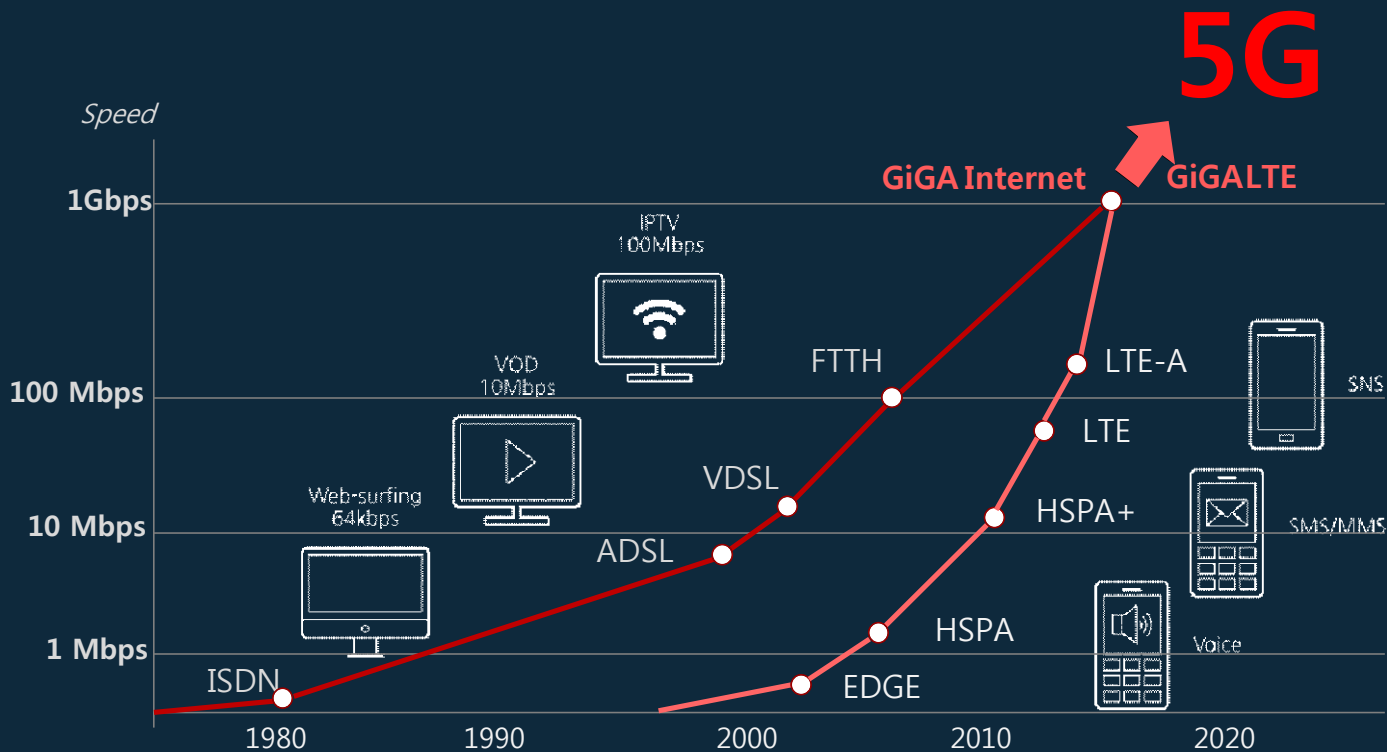 5G
Speed
GiGA Internet
GiGALTE
1Gbps
IPTV
100Mbps
VOD
10Mbps
FTTH
LTE-A
SNS
100 Mbps
LTE
Web-surfing
64kbps
VDSL
HSPA+
SMS/MMS
10 Mbps
ADSL
HSPA
Voice
1 Mbps
ISDN
EDGE
1980
1990
2000
2010
2020